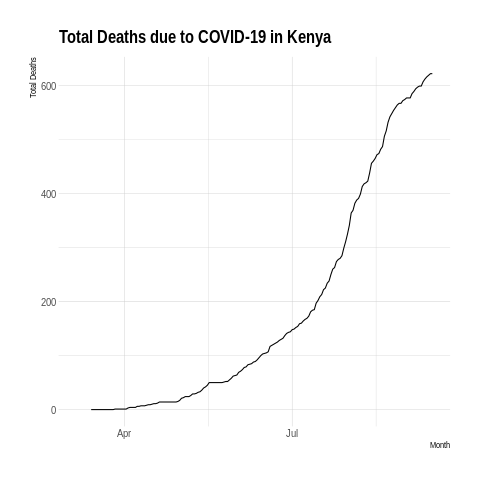 Total Deaths due to COVID-19 in Kenya
Total Deaths
600
400
200
0
Apr Jul
Month